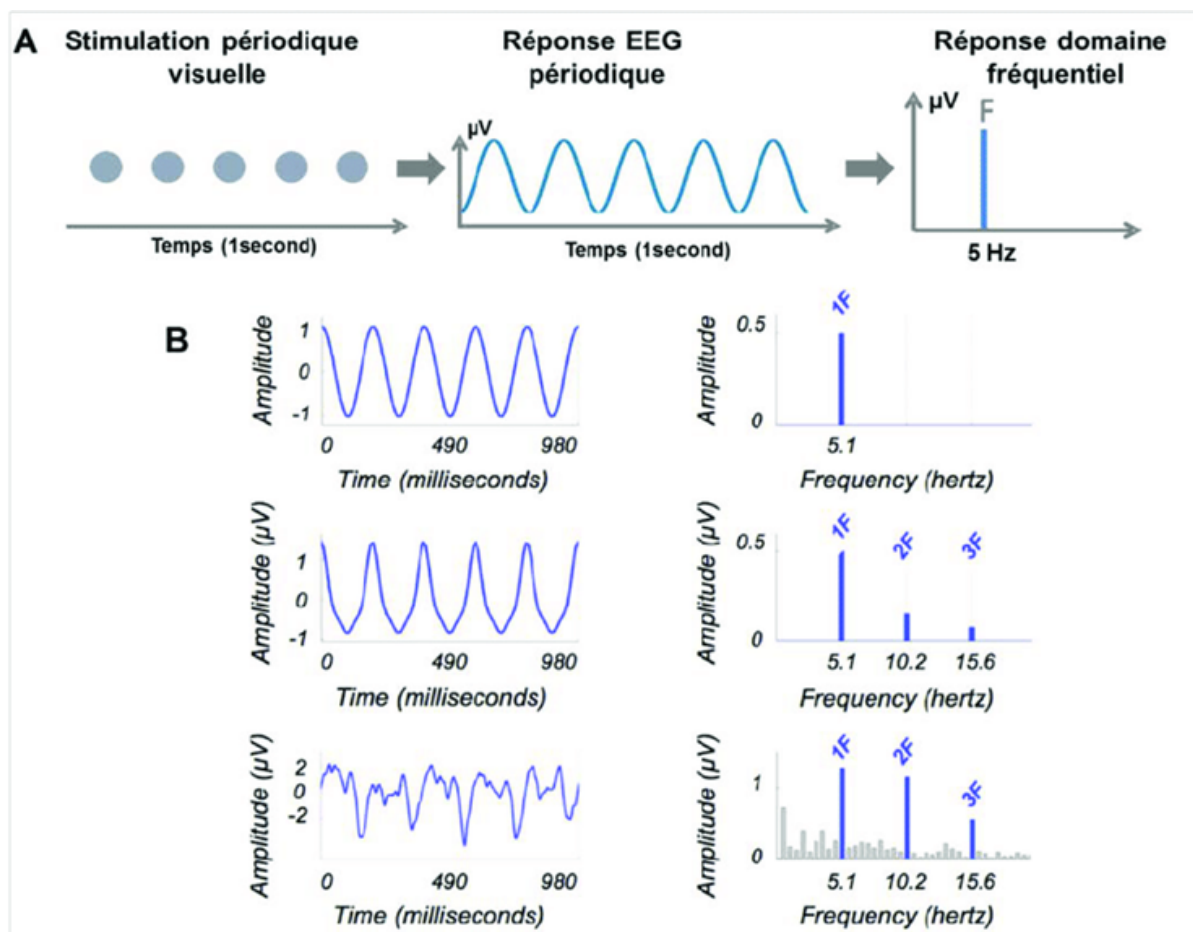 A
Stimulation périodique
visuelle
Réponse EEG
périodique
Réponse domaine
fréquentiel
µV
µV
F
Temps (1second)
Temps (1second)
5 Hz
B
Amplitude
1
0
-1
0 490 980
Time (milliseconds)
Amplitude
0.5
0
1F
5.1
Frequency (hertz)
Amplitude (µV)
1
0
-1
0 490 980
Time (milliseconds)
Amplitude (µV)
0.5
0
1F 2F 3F
5.1 10.2 15.6
Frequency (hertz)
Amplitude (µV)
2
0
-2
0 490 980
Time (milliseconds)
Amplitude (µV)
1
0
1F 2F 3F
5.1 10.2 15.6
Frequency (hertz)